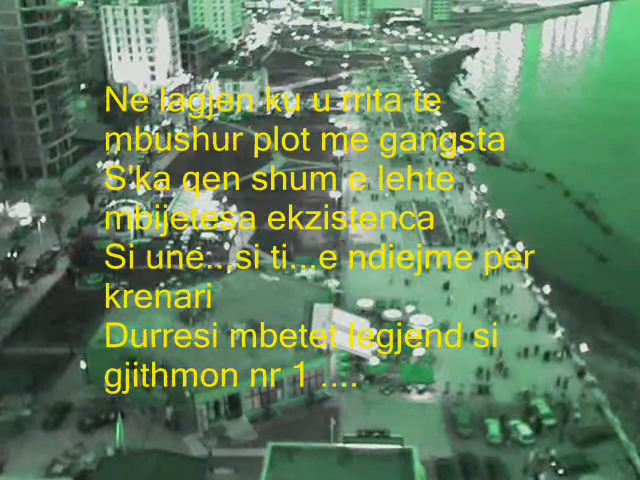 Ne lagjen ku u rrita te
mbushur plot me gangsta
S'ka qen shum e lehte
mbijetesa ekzistenca
Si une...si ti...e ndiejme per
krenari
Durresi mbetet legjend si
gjithmon nr 1 ....